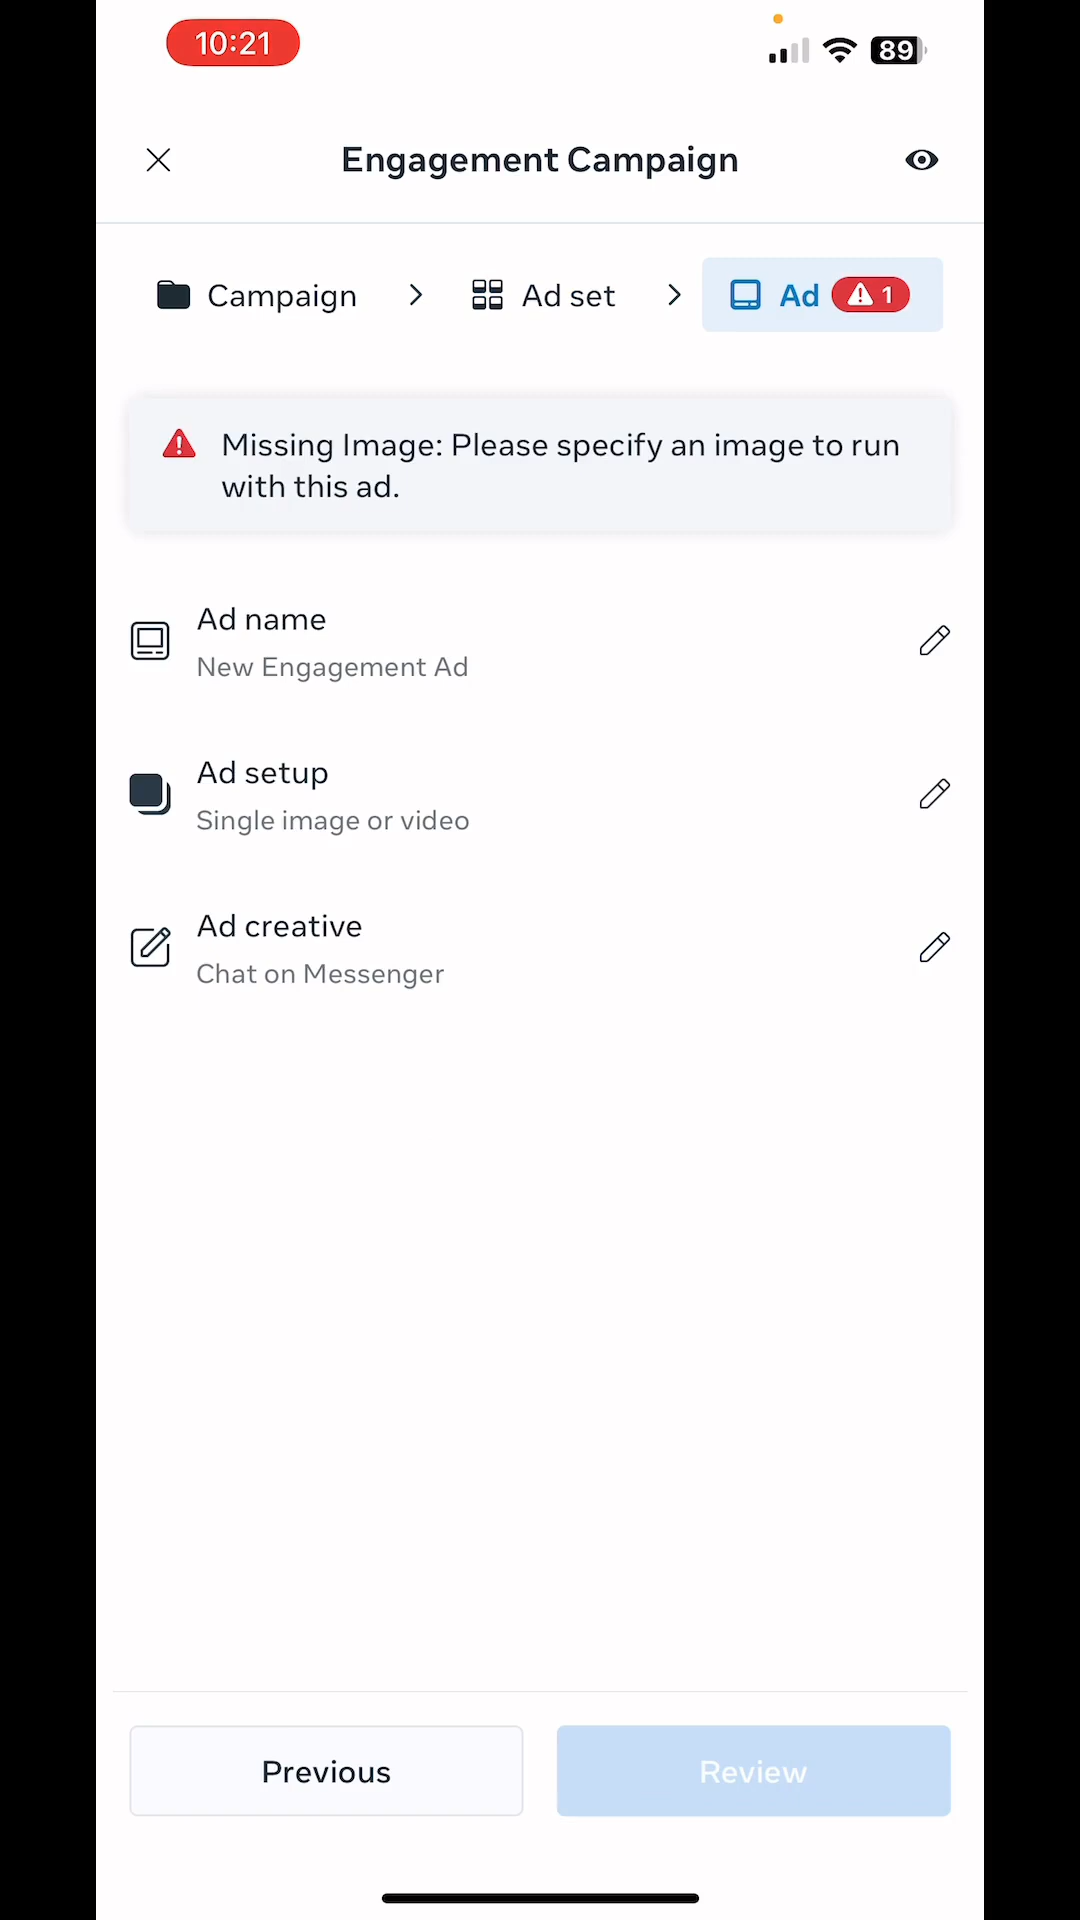 10:21
89
Engagement Campaign
Campaign
Ad set
Ad
1
Missing Image: Please specify an image to run
with this ad.
Ad name
New Engagement Ad
Ad setup
Single image or video
Ad creative
Chat on Messenger
Previous
Review